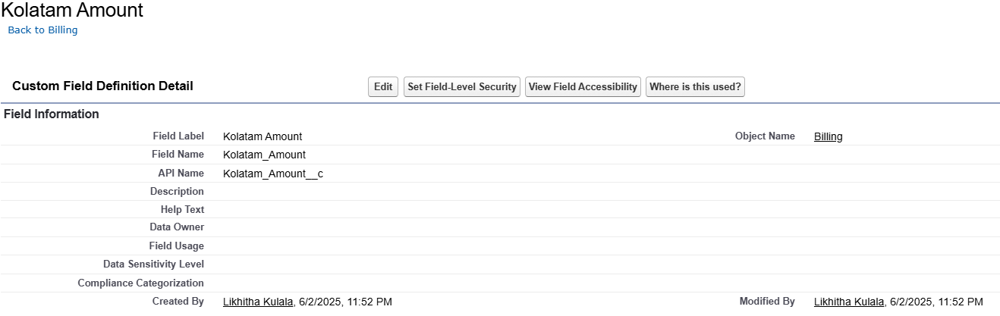 Kolatam Amount
Back to Billing
Custom Field Definition Detail Edit Set Field-Level Security View Field Accessibility Where is this used?
Field Information
Field Label Kolatam Amount Object Name Billing
Field Name Kolatam_Amount
API Name Kolatam_Amount__c
Description
Help Text
Data Owner
Field Usage
Data Sensitivity Level
Compliance Categorization
Created By Likhitha Kulala, 6/2/2025, 11:52 PM Modified By Likhitha Kulala, 6/2/2025, 11:52 PM